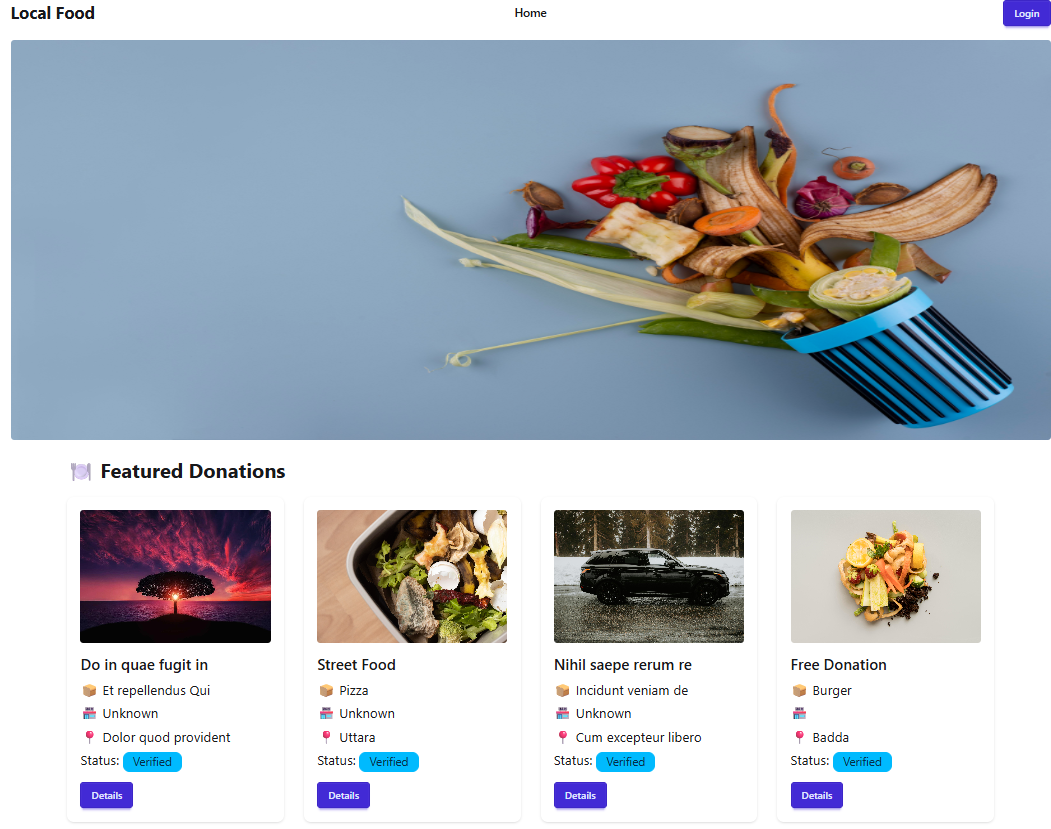 Local Food
Home
Login
Featured Donations
Do in quae fugit in
Et repellendus Qui
Unknown
Dolor quod provident
Status: Verified
Details
Street Food
Pizza
Unknown
Uttara
Status: Verified
Details
Nihil saepe rerum re
Incidunt veniam de
Unknown
Cum excepteur libero
Status: Verified
Details
Free Donation
Burger
Badda
Status: Verified
Details